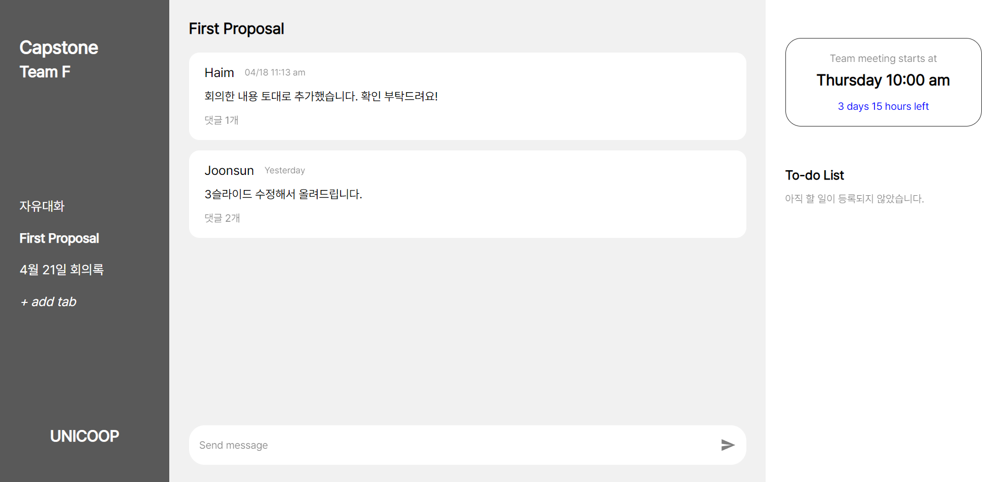 Capstone
Team F
자유대화
First Proposal
4월 21일 회의록
+ add tab
UNICOOP
First Proposal
Haim 04/18 11:13 am
회의한 내용 토대로 추가했습니다. 확인 부탁드려요!
댓글 1개
Joonsun Yesterday
3슬라이드 수정해서 올려드립니다.
댓글 2개
Send message
Team meeting starts at
Thursday 10:00 am
3 days 15 hours left
To-do List
아직 할 일이 등록되지 않았습니다.